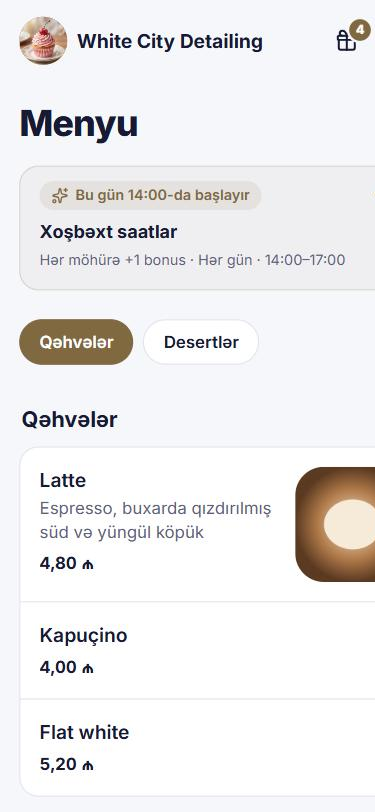 White City Detailing
4
Menyu
Bu gün 14:00-da başlayır
Xoşbəxt saatlar
Hər möhürə +1 bonus · Hər gün · 14:00–17:00
Qəhvələr
Desertlər
Qəhvələr
Latte
Espresso, buxarda qızdırılmış
süd və yüngül köpük
4,80 ₼
Kapuçino
4,00 ₼
Flat white
5,20 ₼